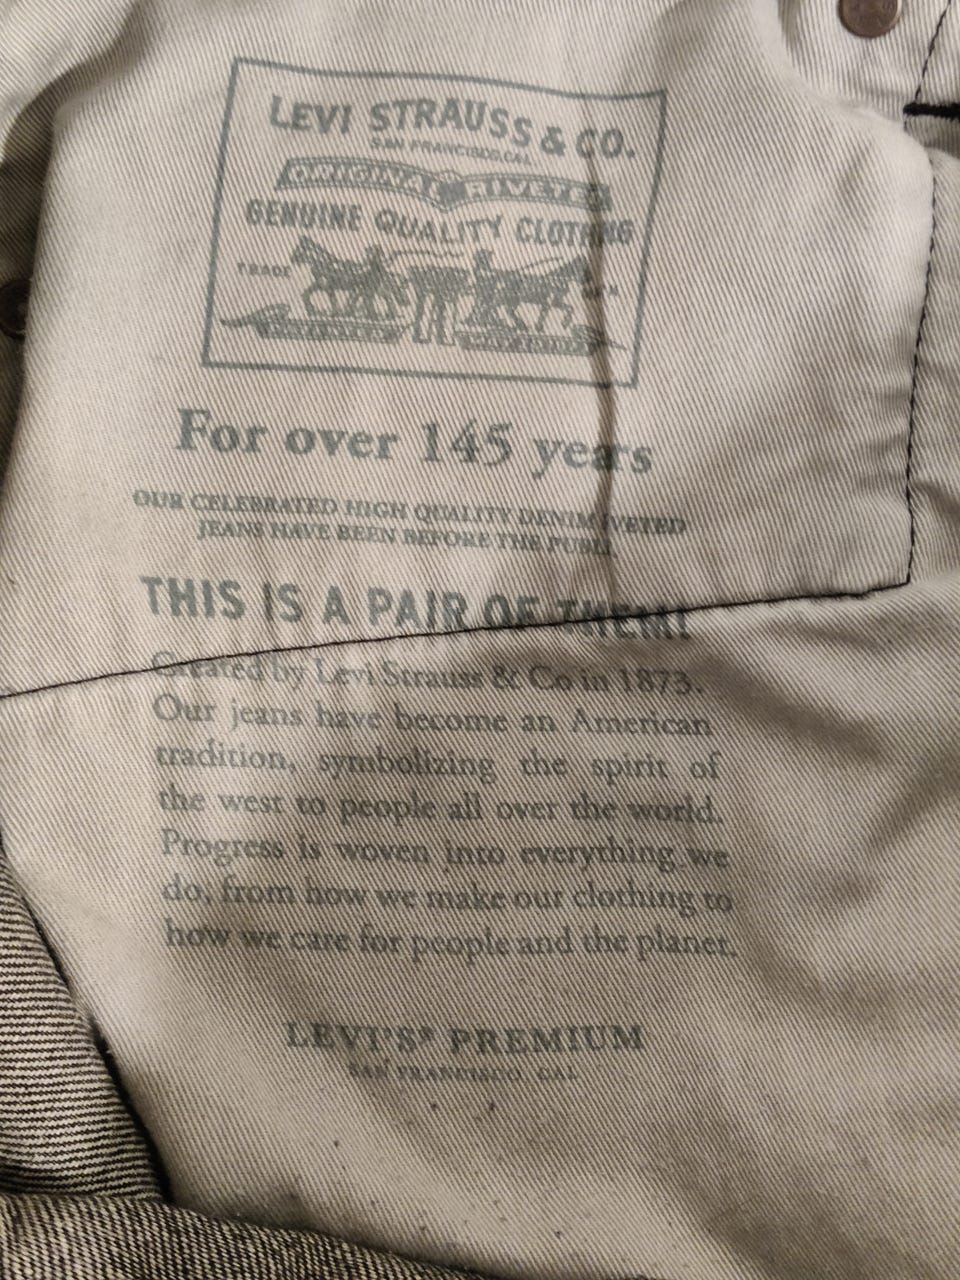 LEVI STRAUSS & CO.
SAN FRANCISCO, CAL.
ORIGINAL RIVETED
GENUINE QUALITY CLOTHING
TRADE
For over 145 years
OUR CELEBRATED HIGH QUALITY DENIM VETED
JEANS HAVE BEEN BEFORE THE PUBLI
THIS IS A PAIR OF THEM!
Created by Levi Strauss & Co in 1873.
Our jeans have become an American
tradition, symbolizing the spirit of
the west to people all over the world.
Progress is woven into everything we
do, from how we make our clothing to
how we care for people and the planet
LEVI'S® PREMIUM
SAN FRANCISCO, CAL